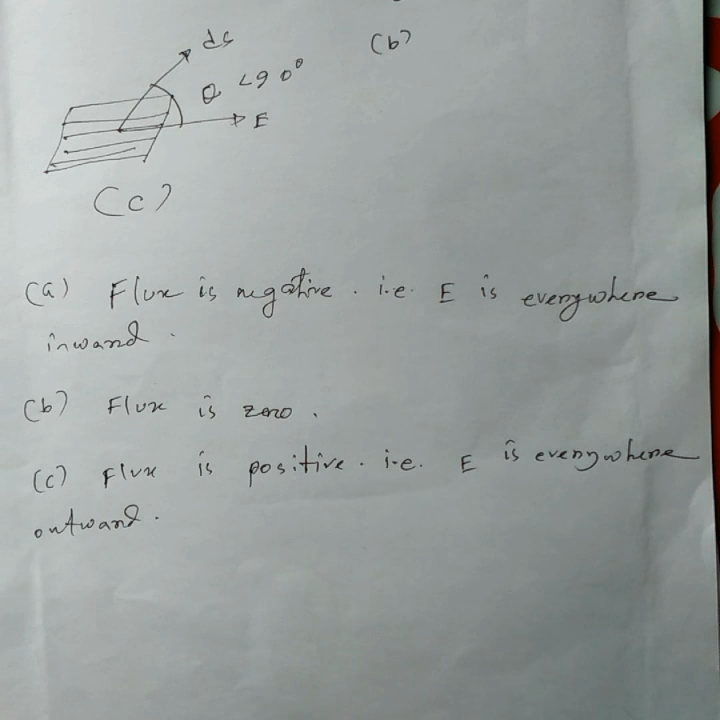 ds
(b)
θ <90°
E
(c)
(a) Flux is negative. i.e. E is everywhere
inward.
(b) Flux is zero.
(c) Flux is positive. i.e. E is everywhere
outward.